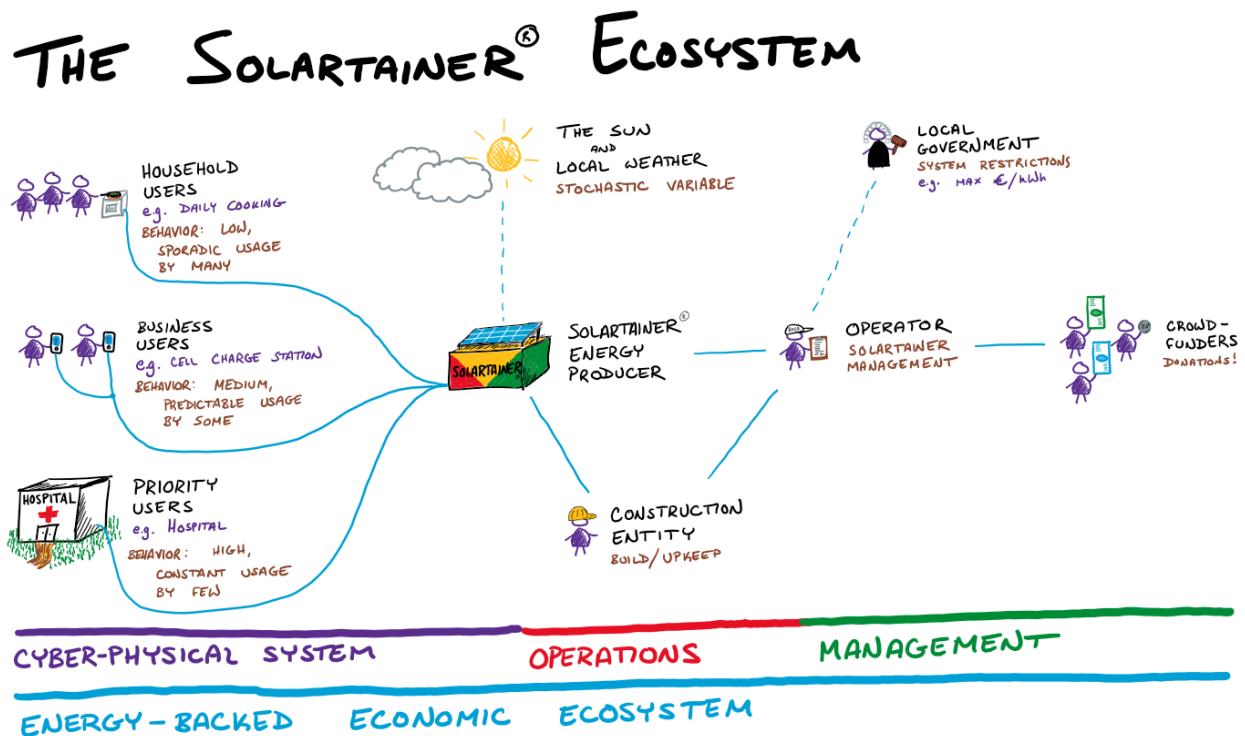 THE SOLARTAINER® ECOSYSTEM
HOUSEHOLD
USERS
e.g. DAILY COOKING
BEHAVIOR: LOW,
SPORADIC USAGE
BY MANY
THE SUN
AND
LOCAL WEATHER
STOCHASTIC VARIABLE
LOCAL
GOVERNMENT
SYSTEM RESTRICTIONS
e.g. MAX €/kWh
BUSINESS
USERS
e.g. CELL CHARGE STATION
BEHAVIOR: MEDIUM,
PREDICTABLE USAGE
BY SOME
SOLARTAINER
SOLARTAINER®
ENERGY
PRODUCER
OPERATOR
SOLARTAINER
MANAGEMENT
CROWD-
FUNDERS
DONATIONS!
HOSPITAL
PRIORITY
USERS
e.g. HOSPITAL
BEHAVIOR: HIGH,
CONSTANT USAGE
BY FEW
CONSTRUCTION
ENTITY
BUILD/UPKEEP
CYBER-PHYSICAL SYSTEM
OPERATIONS
MANAGEMENT
ENERGY-BACKED ECONOMIC ECOSYSTEM